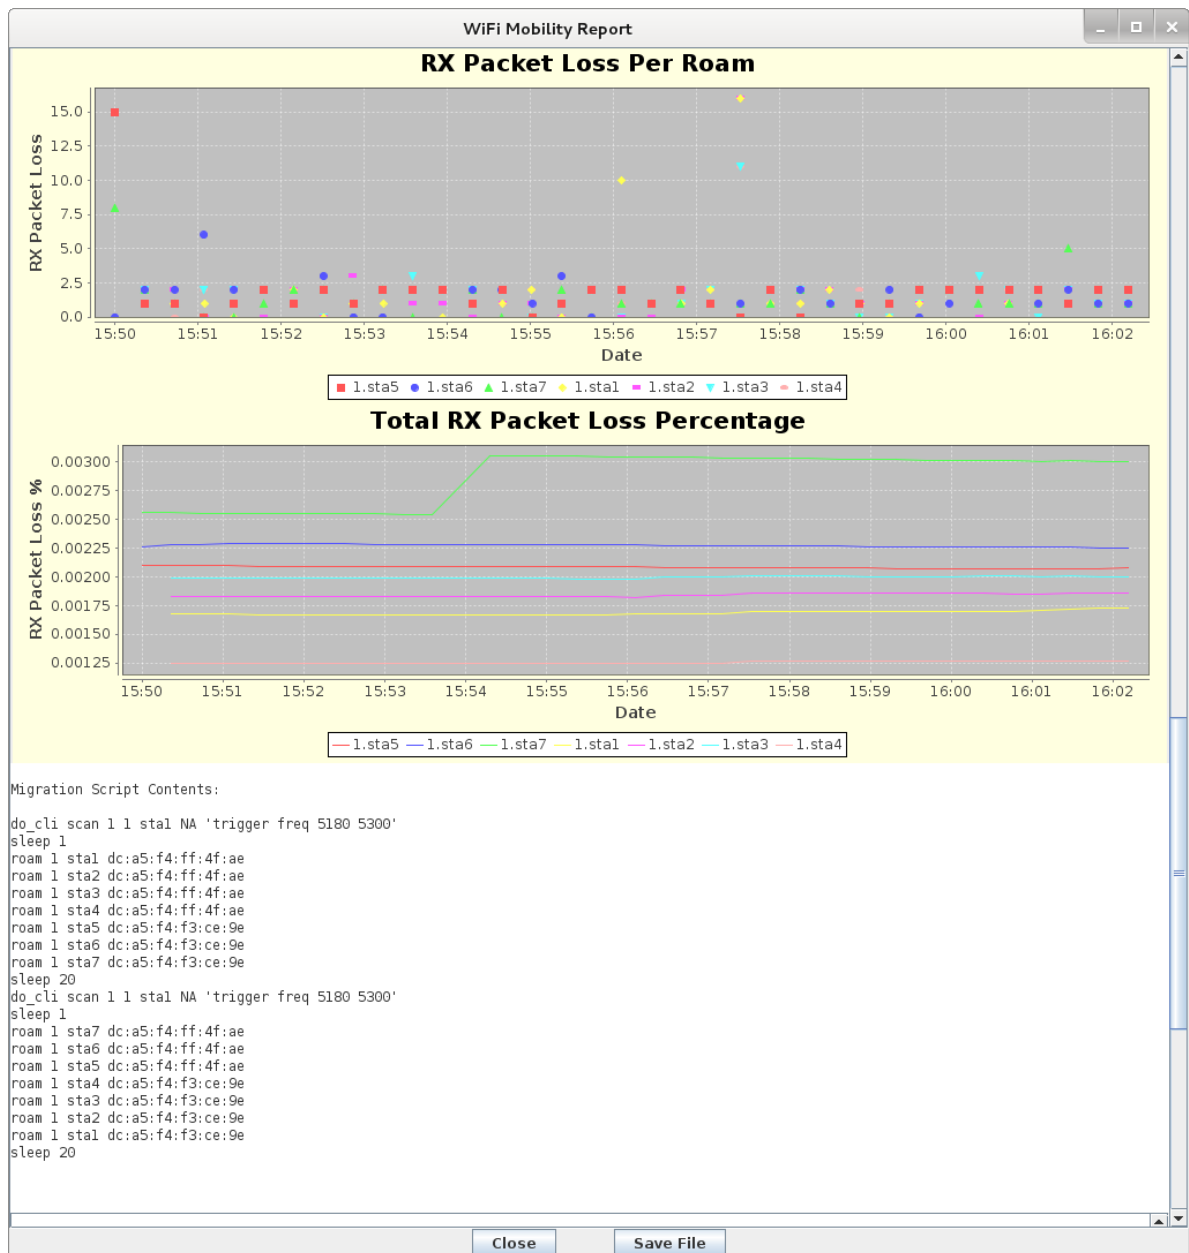 WiFi Mobility Report
RX Packet Loss Per Roam
RX Packet Loss
15.0
12.5
10.0
7.5
5.0
2.5
0.0
15:50 15:51 15:52 15:53 15:54 15:55 15:56 15:57 15:58 15:59 16:00 16:01 16:02
Date
1.sta5 1.sta6 1.sta7 1.sta1 1.sta2 1.sta3 1.sta4
Total RX Packet Loss Percentage
RX Packet Loss %
0.00300
0.00275
0.00250
0.00225
0.00200
0.00175
0.00150
0.00125
15:50 15:51 15:52 15:53 15:54 15:55 15:56 15:57 15:58 15:59 16:00 16:01 16:02
Date
1.sta5 1.sta6 1.sta7 1.sta1 1.sta2 1.sta3 1.sta4
Migration Script Contents:
do_cli scan 1 1 sta1 NA 'trigger freq 5180 5300'
sleep 1
roam 1 sta1 dc:a5:f4:ff:4f:ae
roam 1 sta2 dc:a5:f4:ff:4f:ae
roam 1 sta3 dc:a5:f4:ff:4f:ae
roam 1 sta4 dc:a5:f4:ff:4f:ae
roam 1 sta5 dc:a5:f4:f3:ce:9e
roam 1 sta6 dc:a5:f4:f3:ce:9e
roam 1 sta7 dc:a5:f4:f3:ce:9e
sleep 20
do_cli scan 1 1 sta1 NA 'trigger freq 5180 5300'
sleep 1
roam 1 sta7 dc:a5:f4:ff:4f:ae
roam 1 sta6 dc:a5:f4:ff:4f:ae
roam 1 sta5 dc:a5:f4:ff:4f:ae
roam 1 sta4 dc:a5:f4:f3:ce:9e
roam 1 sta3 dc:a5:f4:f3:ce:9e
roam 1 sta2 dc:a5:f4:f3:ce:9e
roam 1 sta1 dc:a5:f4:f3:ce:9e
sleep 20
Close Save File